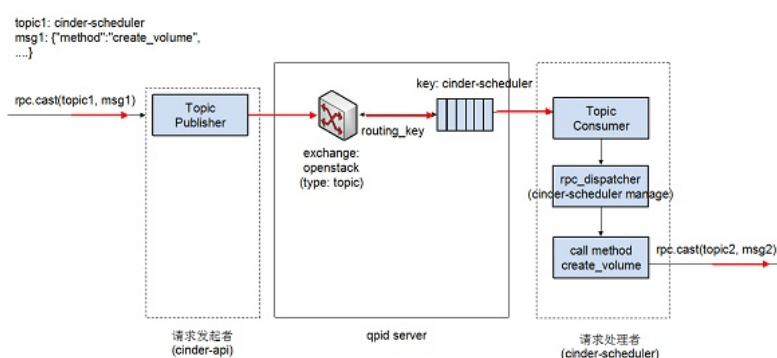 topic1: cinder-scheduler
msg1: {"method":"create_volume",
....}
rpc.cast(topic1, msg1)
Topic
Publisher
exchange:
openstack
(type: topic)
routing_key
key: cinder-scheduler
Topic
Consumer
rpc_dispatcher
(cinder-scheduler manage)
call method
create_volume
rpc.cast(topic2, msg2)
请求发起者
(cinder-api)
qpid server
请求处理者
(cinder-scheduler)